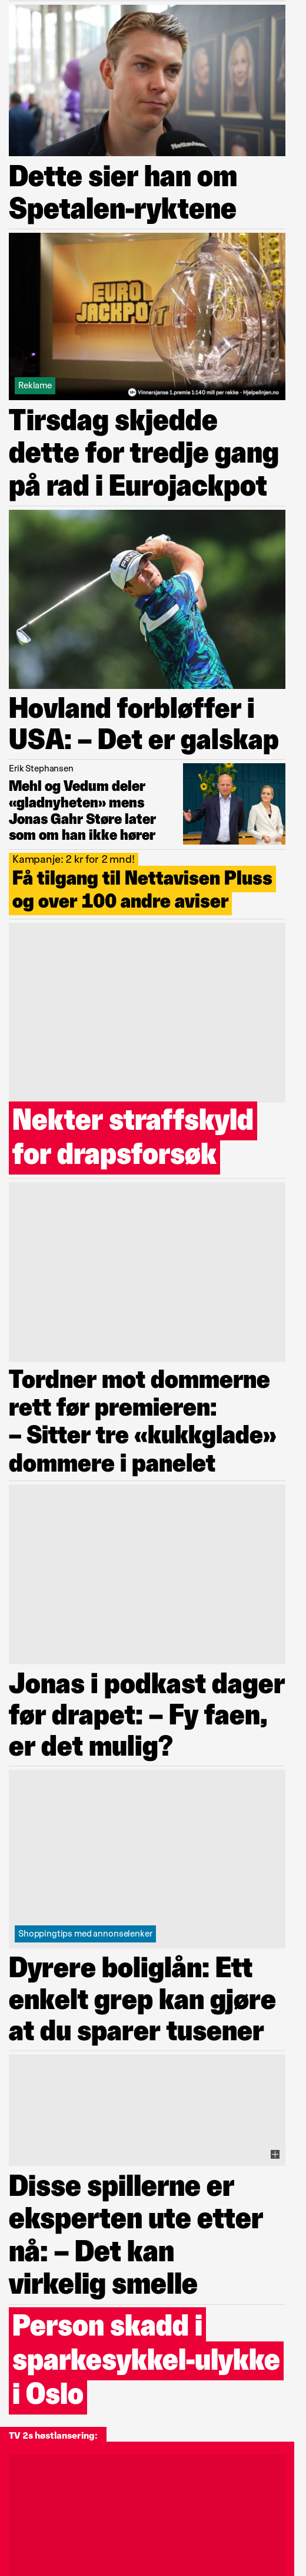 Nettavisen
Dette sier han om
Spetalen-ryktene
EURO
JACKPOT
Reklame
Vinnersjanse 1.premie 1:140 mill per rekke - Hjelpelinjen.no
Tirsdag skjedde
dette for tredje gang
på rad i Eurojackpot
PING
Hovland forbløffer i
USA: – Det er galskap
Erik Stephansen
Mehl og Vedum deler
«gladnyheten» mens
Jonas Gahr Støre later
som om han ikke hører
Kampanje: 2 kr for 2 mnd!
Få tilgang til Nettavisen Pluss
og over 100 andre aviser
Nekter straffskyld
for drapsforsøk
Tordner mot dommerne
rett før premieren:
– Sitter tre «kukkglade»
dommere i panelet
Jonas i podkast dager
før drapet: – Fy faen,
er det mulig?
Shoppingtips med annonselenker
Dyrere boliglån: Ett
enkelt grep kan gjøre
at du sparer tusener
Disse spillerne er
eksperten ute etter
nå: – Det kan
virkelig smelle
Person skadd i
sparkesykkel-ulykke
i Oslo
TV 2s høstlansering: